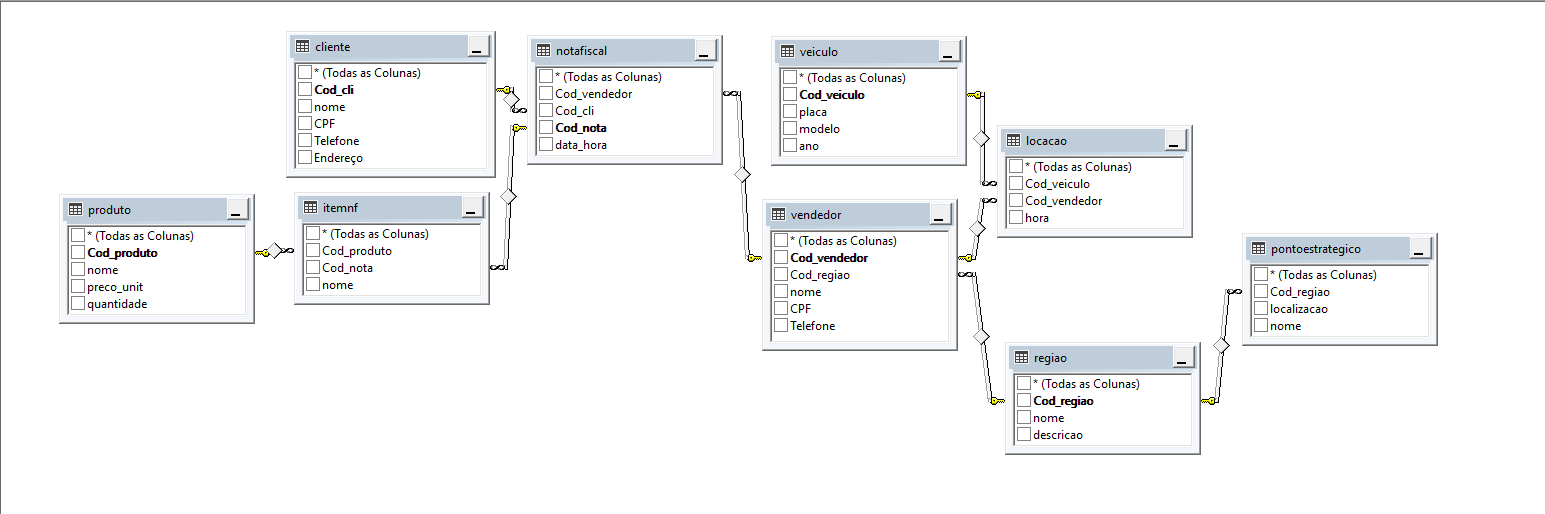 cliente
* (Todas as Colunas)
Cod_cli
nome
CPF
Telefone
Endereço
notafiscal
* (Todas as Colunas)
Cod_vendedor
Cod_cli
Cod_nota
data_hora
veiculo
* (Todas as Colunas)
Cod_veiculo
placa
modelo
ano
locacao
* (Todas as Colunas)
Cod_veiculo
Cod_vendedor
hora
produto
* (Todas as Colunas)
Cod_produto
nome
preco_unit
quantidade
itemnf
* (Todas as Colunas)
Cod_produto
Cod_nota
nome
vendedor
* (Todas as Colunas)
Cod_vendedor
Cod_regiao
nome
CPF
Telefone
pontoestrategico
* (Todas as Colunas)
Cod_regiao
localizacao
nome
regiao
* (Todas as Colunas)
Cod_regiao
nome
descricao